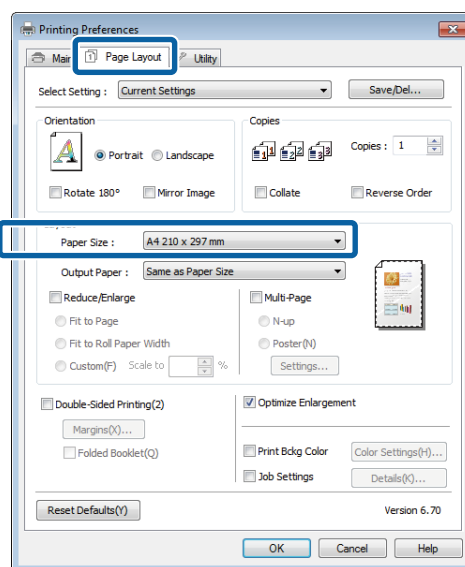 Printing Preferences
Main Page Layout Utility
Select Setting : Current Settings Save/Del...
Orientation Copies
Portrait Landscape Copies : 1
Rotate 180° Mirror Image Collate Reverse Order
Paper Size : A4 210 x 297 mm
Output Paper : Same as Paper Size
Reduce/Enlarge Multi-Page
Fit to Page N-up
Fit to Roll Paper Width Poster(N)
Custom(F) Scale to % Settings...
Double-Sided Printing(2) Optimize Enlargement
Margins(X)...
Folded Booklet(Q) Print Bckg Color Color Settings(H)...
Job Settings Details(K)...
Reset Defaults(Y) Version 6.70
OK Cancel Help